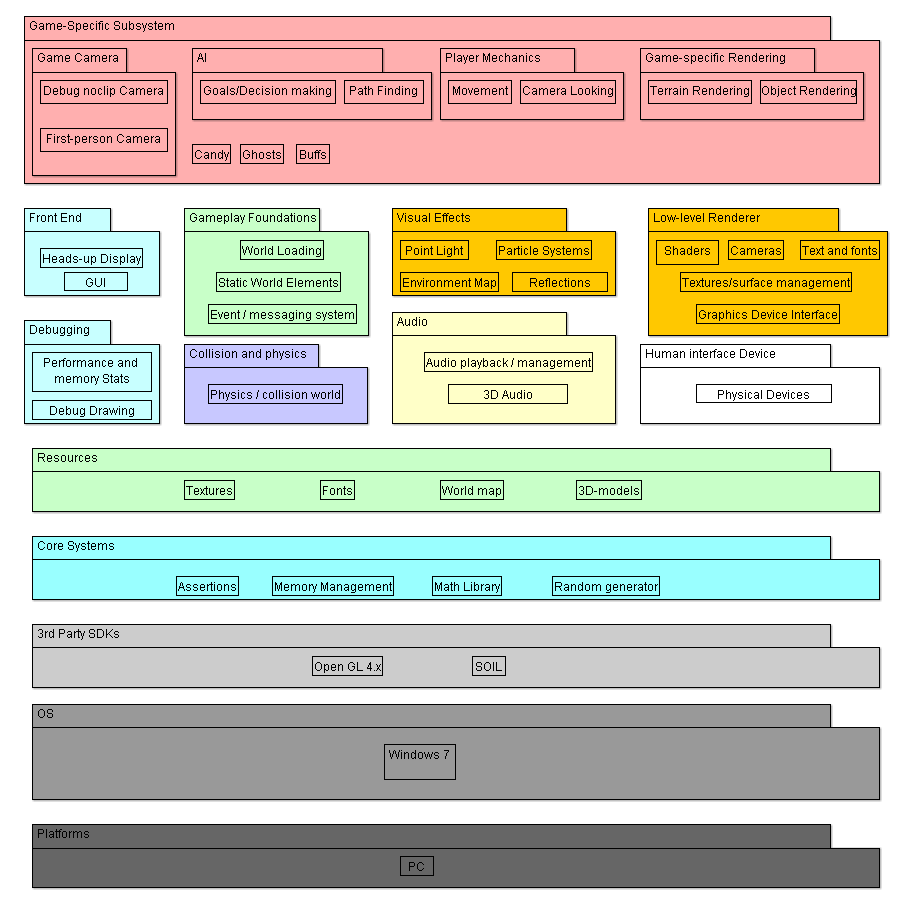 Game-Specific Subsystem
Game Camera
Debug noclip Camera
First-person Camera
AI
Goals/Decision making
Path Finding
Player Mechanics
Movement
Camera Looking
Game-specific Rendering
Terrain Rendering
Object Rendering
Candy
Ghosts
Buffs
Front End
Heads-up Display
GUI
Gameplay Foundations
World Loading
Static World Elements
Event / messaging system
Visual Effects
Point Light
Particle Systems
Environment Map
Reflections
Low-level Renderer
Shaders
Cameras
Text and fonts
Textures/surface management
Graphics Device Interface
Debugging
Performance and
memory Stats
Debug Drawing
Collision and physics
Physics / collision world
Audio
Audio playback / management
3D Audio
Human interface Device
Physical Devices
Resources
Textures
Fonts
World map
3D-models
Core Systems
Assertions
Memory Management
Math Library
Random generator
3rd Party SDKs
Open GL 4.x
SOIL
OS
Windows 7
Platforms
PC